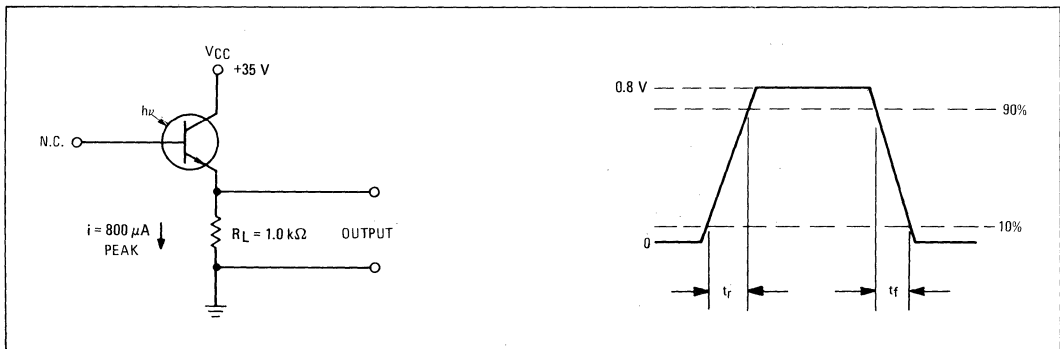 VCC
+35 V
hν
N.C.
i = 800 μA
PEAK
RL = 1.0 kΩ
OUTPUT
0.8 V
90%
10%
0
tr
tf